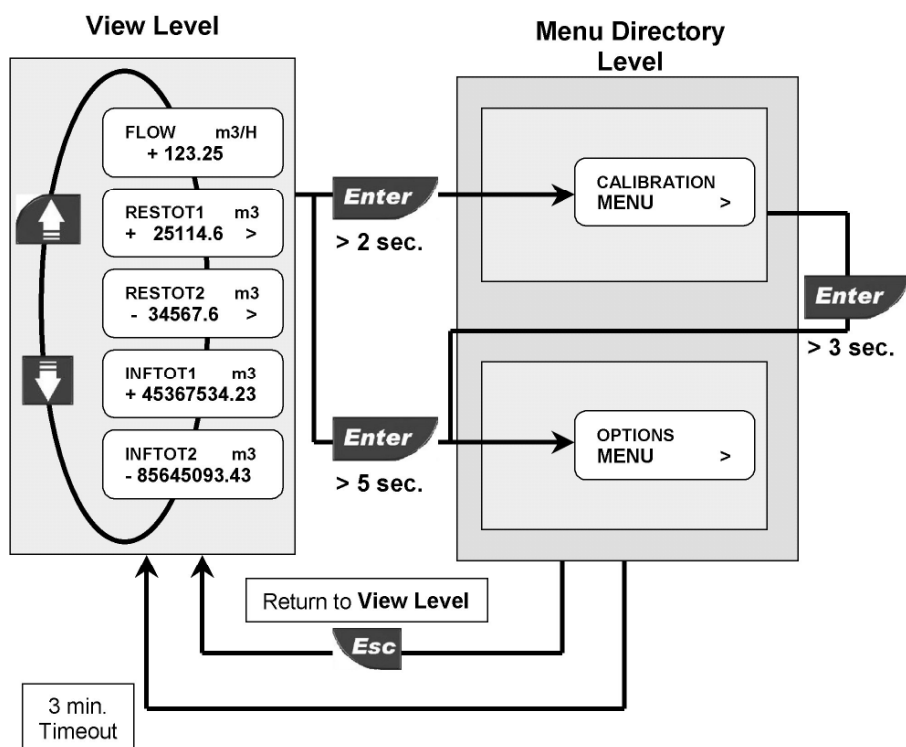 View Level
Menu Directory
Level
FLOW m3/H
+ 123.25
RESTOT1 m3
+ 25114.6 >
RESTOT2 m3
- 34567.6 >
INFTOT1 m3
+ 45367534.23
INFTOT2 m3
- 85645093.43
Enter
> 2 sec.
CALIBRATION
MENU >
Enter
> 3 sec.
Enter
> 5 sec.
OPTIONS
MENU >
Return to View Level
Esc
3 min.
Timeout